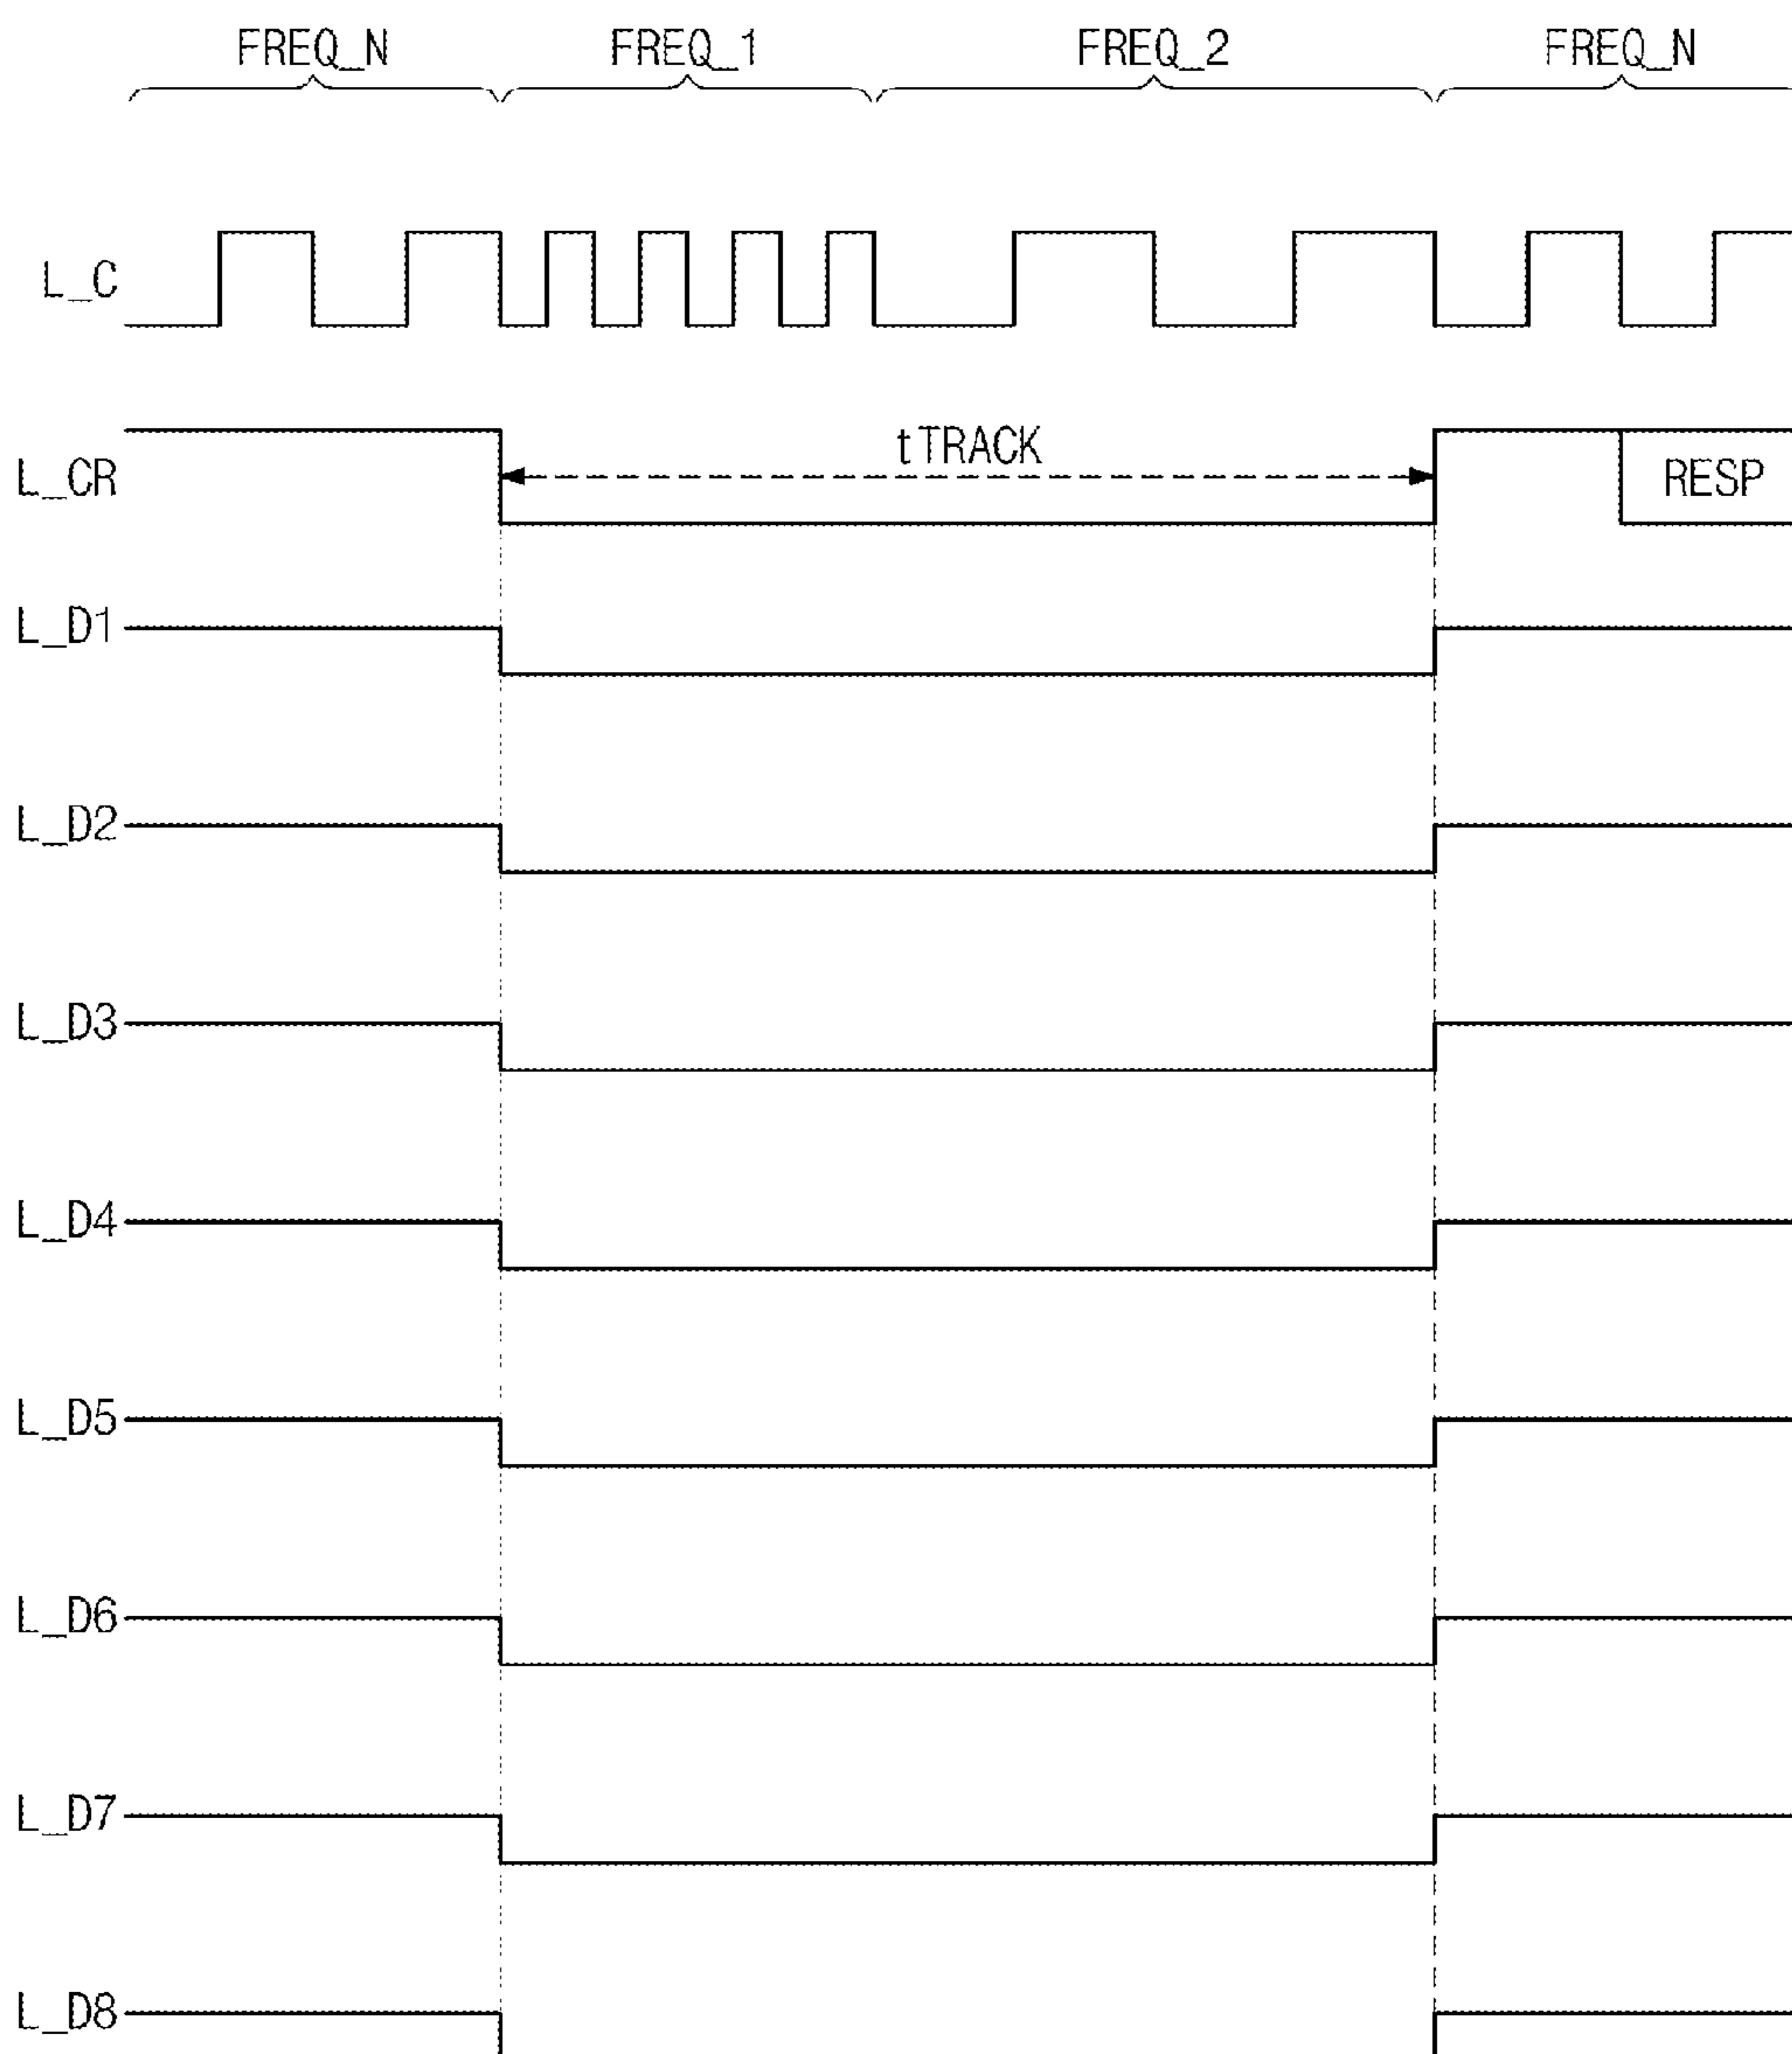 FREQ_N FREQ_1 FREQ_2 FREQ_N
L_C
L_CR tTRACK RESP
L_D1
L_D2
L_D3
L_D4
L_D5
L_D6
L_D7
L_D8